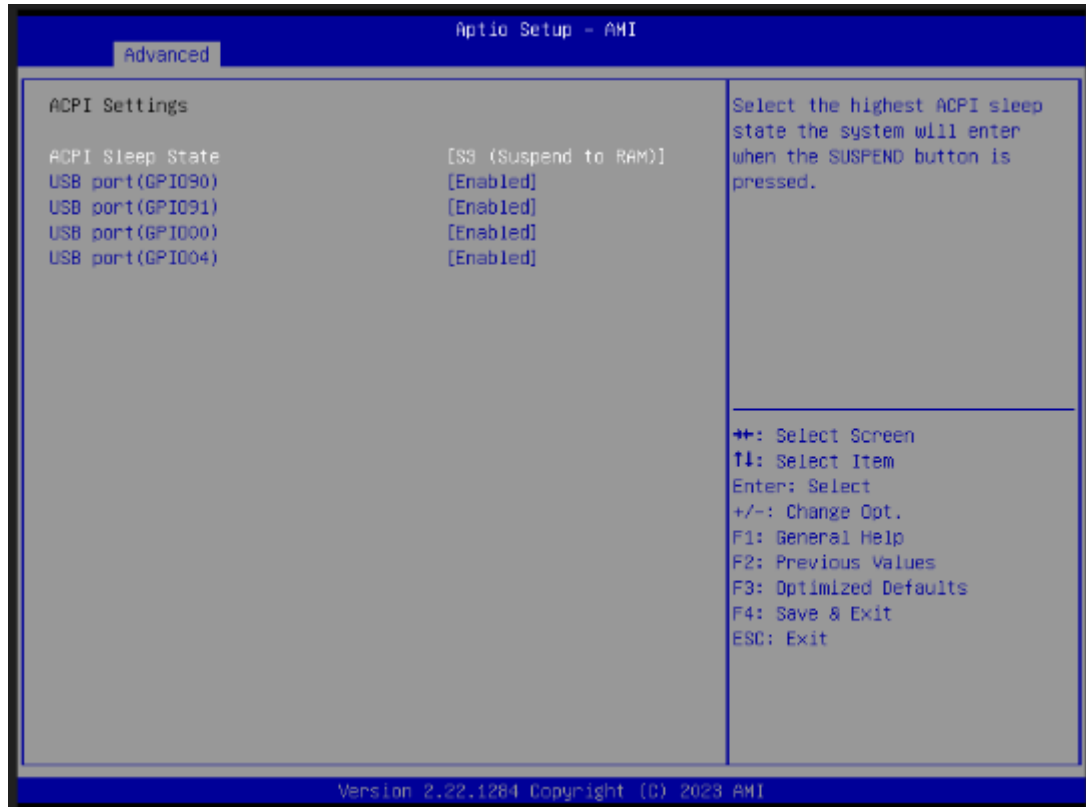 Aptio Setup - AMI
Advanced
ACPI Settings
ACPI Sleep State [S3 (Suspend to RAM)]
USB port(GPIO90) [Enabled]
USB port(GPIO91) [Enabled]
USB port(GPIO00) [Enabled]
USB port(GPIO04) [Enabled]
Select the highest ACPI sleep
state the system will enter
when the SUSPEND button is
pressed.
→←: Select Screen
↑↓: Select Item
Enter: Select
+/-: Change Opt.
F1: General Help
F2: Previous Values
F3: Optimized Defaults
F4: Save & Exit
ESC: Exit
Version 2.22.1284 Copyright (C) 2023 AMI